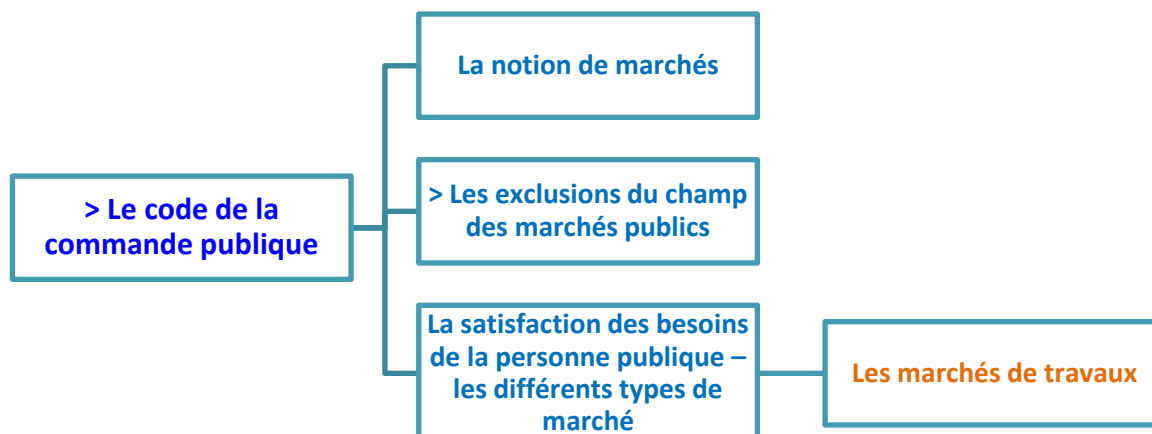 La notion de marchés
> Le code de la
commande publique
> Les exclusions du champ
des marchés publics
La satisfaction des besoins
de la personne publique –
les différents types de
marché
Les marchés de travaux